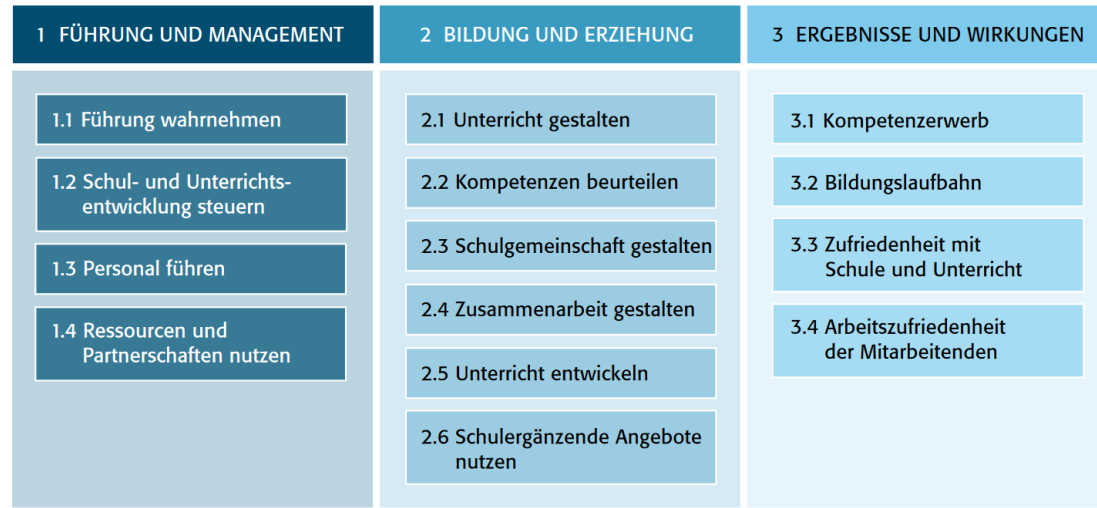 1 FÜHRUNG UND MANAGEMENT
1.1 Führung wahrnehmen
1.2 Schul- und Unterrichts-
entwicklung steuern
1.3 Personal führen
1.4 Ressourcen und
Partnerschaften nutzen
2 BILDUNG UND ERZIEHUNG
2.1 Unterricht gestalten
2.2 Kompetenzen beurteilen
2.3 Schulgemeinschaft gestalten
2.4 Zusammenarbeit gestalten
2.5 Unterricht entwickeln
2.6 Schulergänzende Angebote
nutzen
3 ERGEBNISSE UND WIRKUNGEN
3.1 Kompetenzerwerb
3.2 Bildungslaufbahn
3.3 Zufriedenheit mit
Schule und Unterricht
3.4 Arbeitszufriedenheit
der Mitarbeitenden